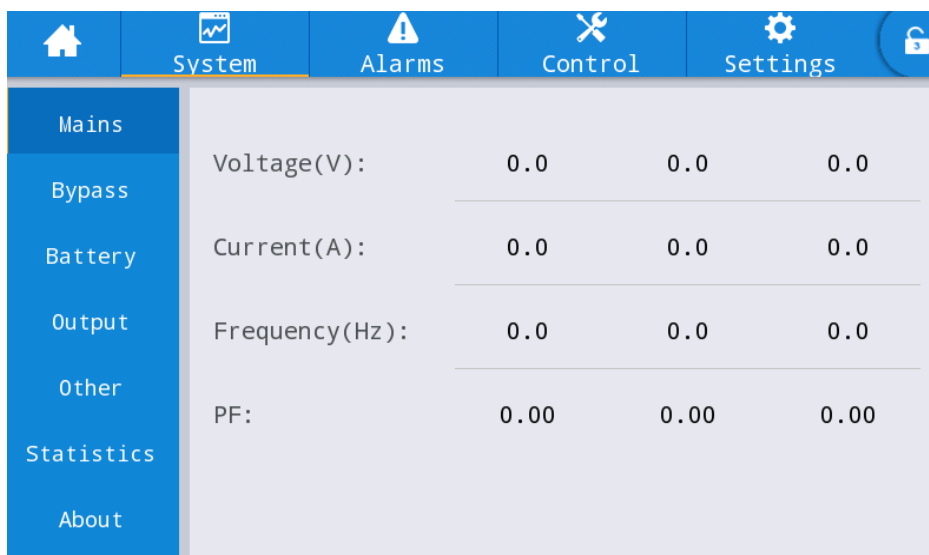 System Alarms Control Settings 3
Mains
Voltage(V): 0.0 0.0 0.0
Bypass
Current(A): 0.0 0.0 0.0
Battery
Output
Frequency(Hz): 0.0 0.0 0.0
Other
PF: 0.00 0.00 0.00
Statistics
About